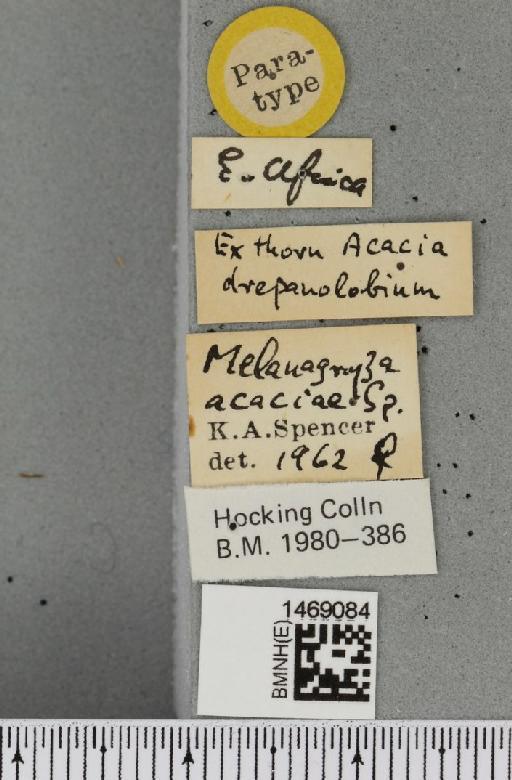 Para-
type
E. Africa
Ex thorn Acacia
drepanolobium
Melanagromyza
acaciae Sp.
K.A.Spencer
det. 1962 ♀
Hocking Colln
B.M. 1980–386
1469084
BMNH(E)